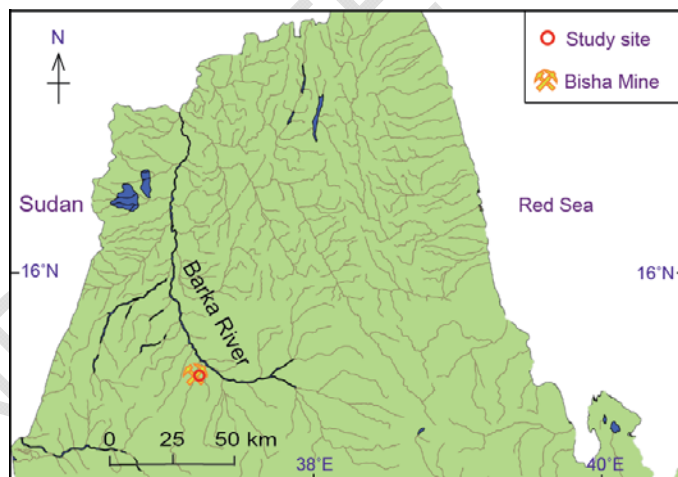 N
Study site
Bisha Mine
Sudan
Red Sea
16°N
16°N
Barka River
0 25 50 km
38°E
40°E